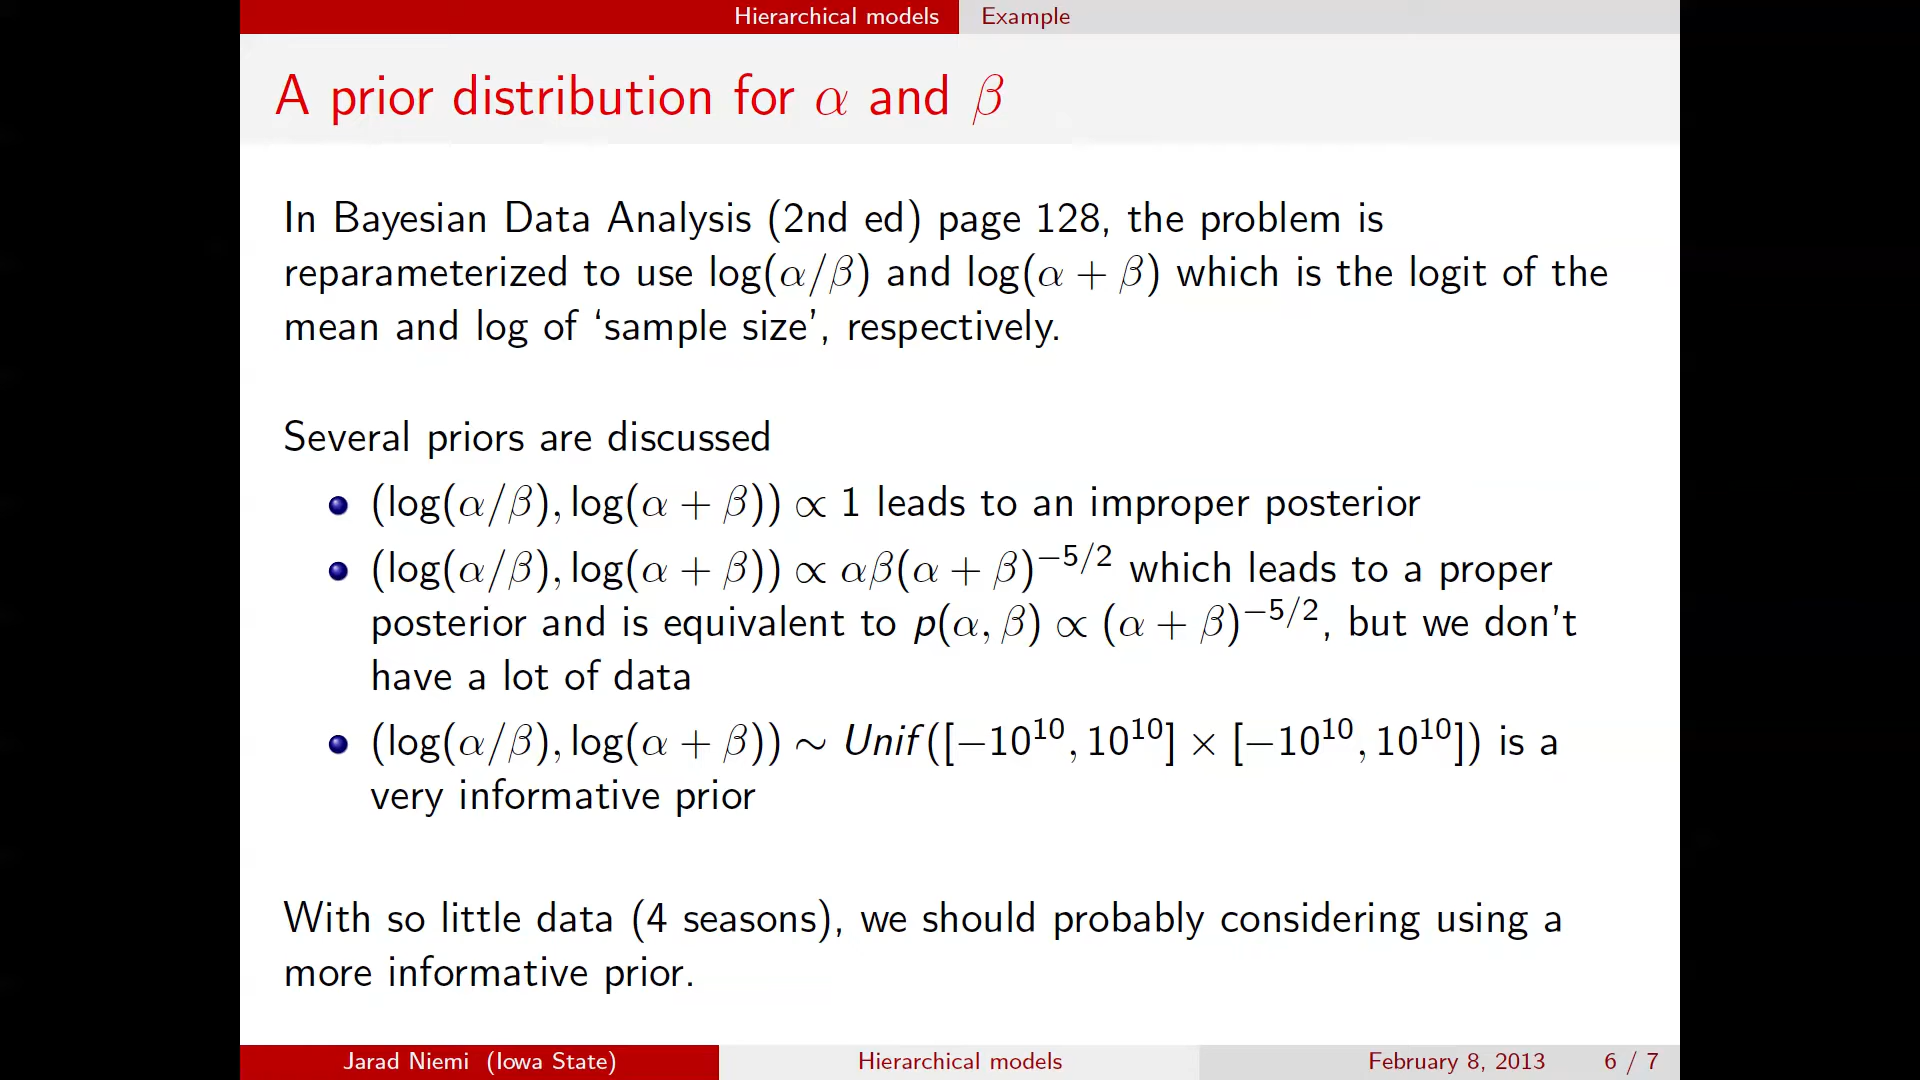 Hierarchical models Example
A prior distribution for α and β
In Bayesian Data Analysis (2nd ed) page 128, the problem is
reparameterized to use log(α/β) and log(α + β) which is the logit of the
mean and log of ‘sample size’, respectively.
Several priors are discussed
(log(α/β), log(α + β)) ∝ 1 leads to an improper posterior
(log(α/β), log(α + β)) ∝ αβ(α + β)^{−5/2} which leads to a proper
posterior and is equivalent to p(α, β) ∝ (α + β)^{−5/2}, but we don’t
have a lot of data
(log(α/β), log(α + β)) ∼ Unif([−10^{10}, 10^{10}] × [−10^{10}, 10^{10}]) is a
very informative prior
With so little data (4 seasons), we should probably considering using a
more informative prior.
Jarad Niemi (Iowa State) Hierarchical models February 8, 2013 6 / 7